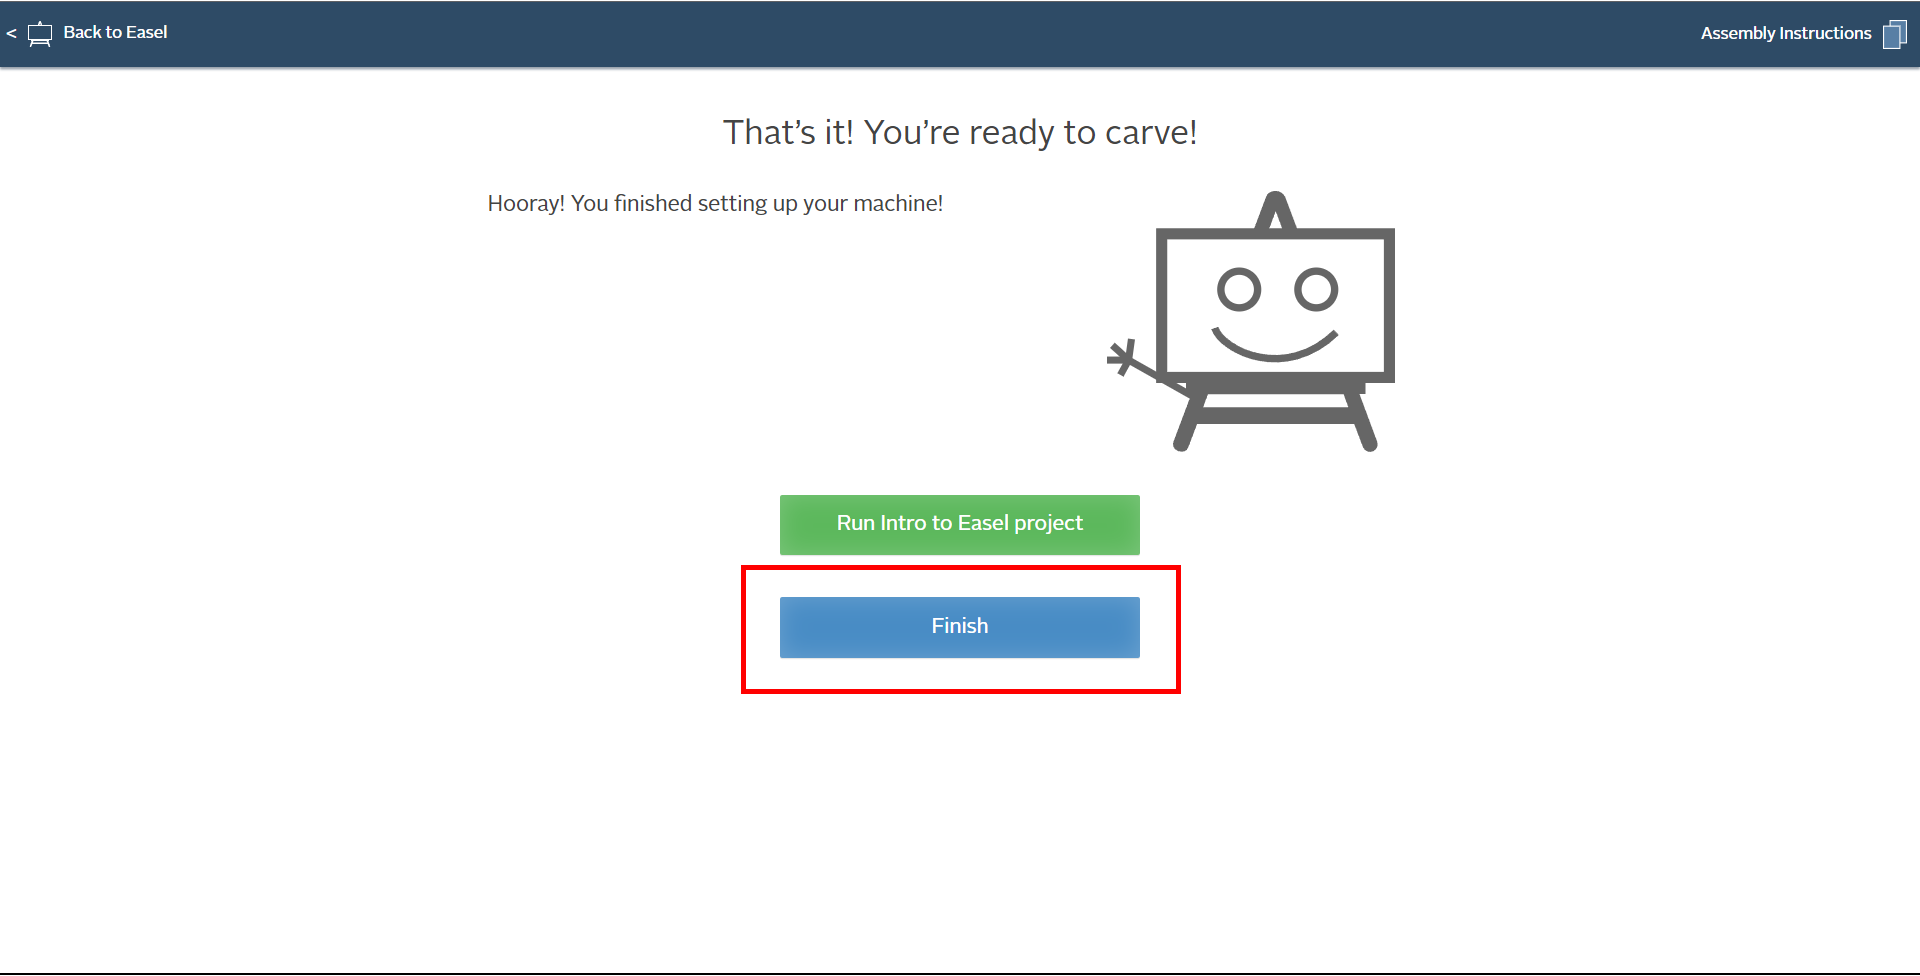 < Back to Easel
Assembly Instructions
That’s it! You’re ready to carve!
Hooray! You finished setting up your machine!
Run Intro to Easel project
Finish